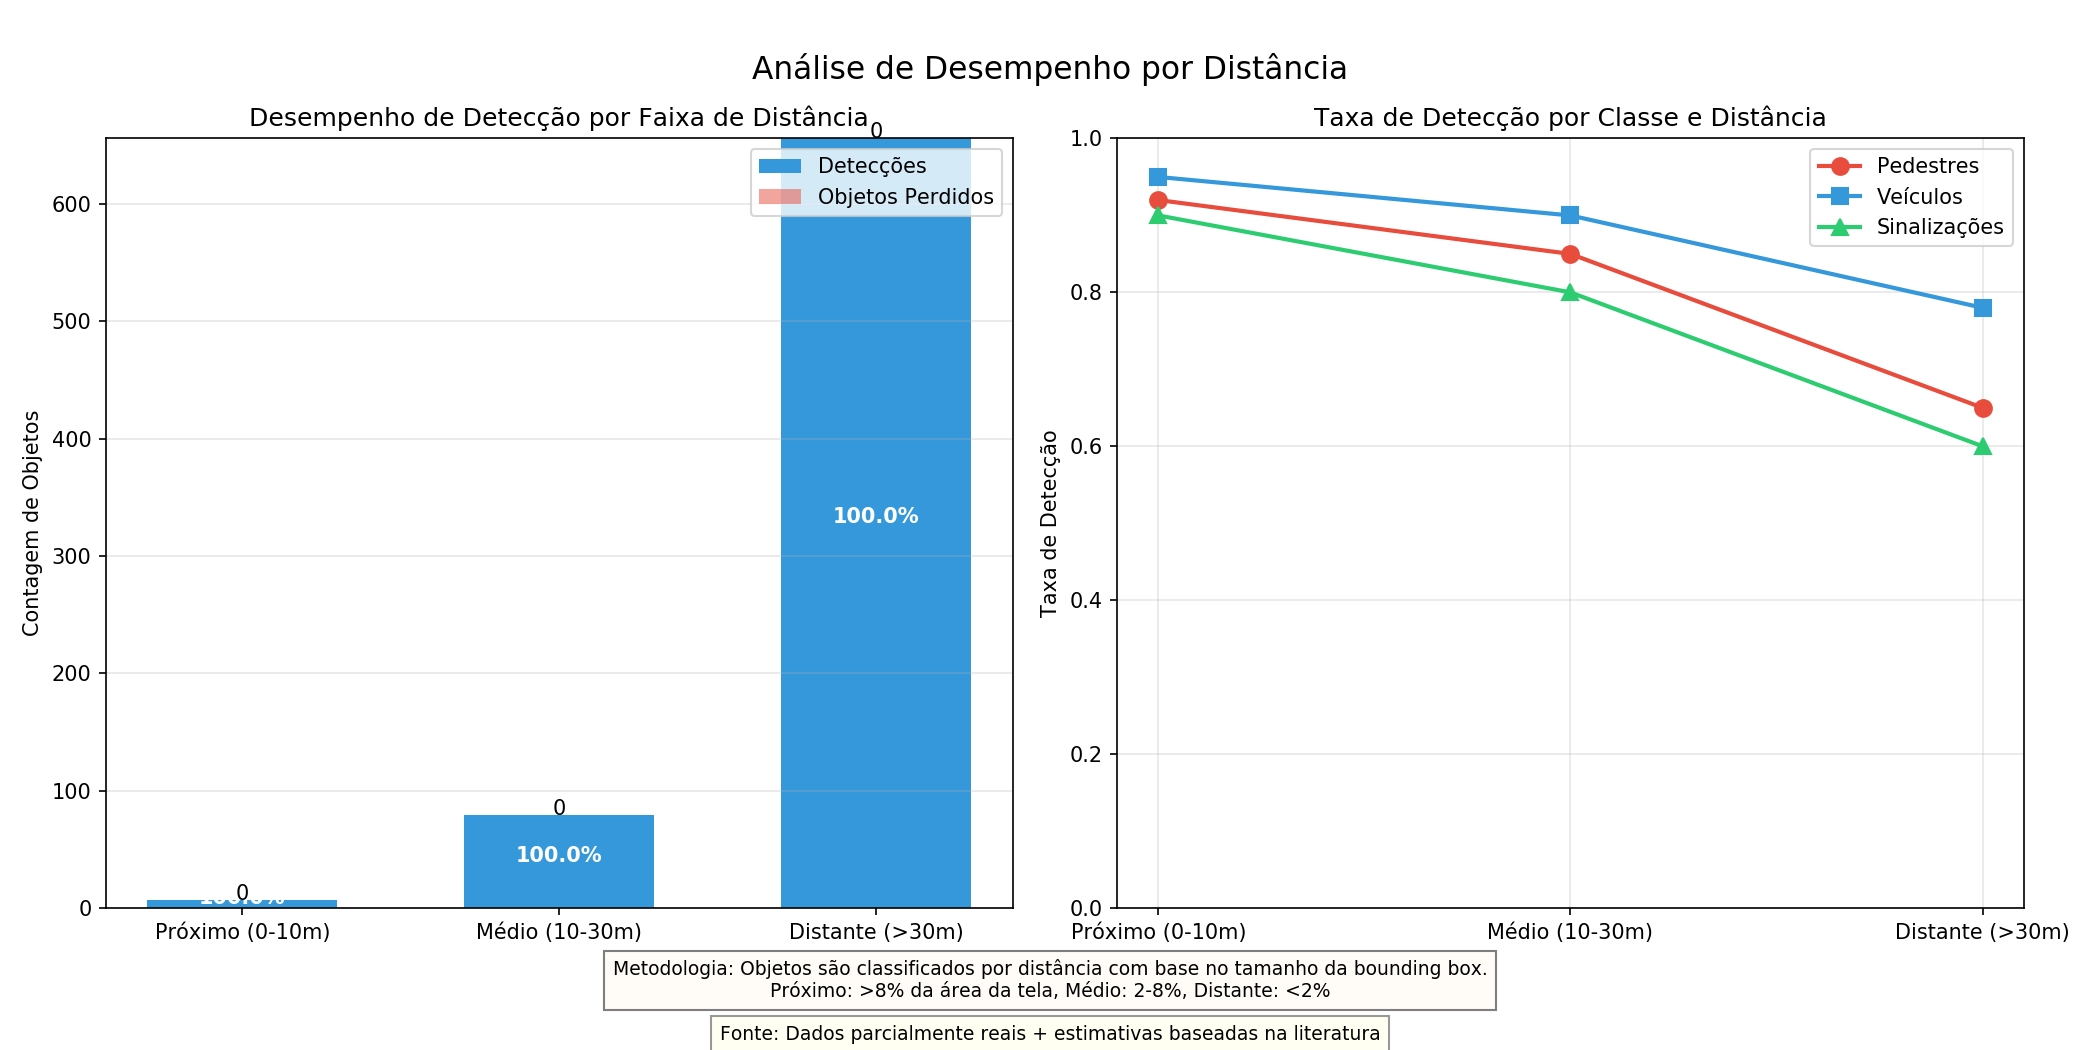 Análise de Desempenho por Distância
Desempenho de Detecção por Faixa de Distância
0
Detecções
Objetos Perdidos
600
500
400
300
200
100
0
Contagem de Objetos
100.0%
0
100.0%
0
100.0%
Próximo (0-10m)
Médio (10-30m)
Distante (>30m)
Taxa de Detecção por Classe e Distância
Pedestres
Veículos
Sinalizações
1.0
0.8
0.6
0.4
0.2
0.0
Taxa de Detecção
Próximo (0-10m)
Médio (10-30m)
Distante (>30m)
Metodologia: Objetos são classificados por distância com base no tamanho da bounding box.
Próximo: >8% da área da tela, Médio: 2-8%, Distante: <2%
Fonte: Dados parcialmente reais + estimativas baseadas na literatura